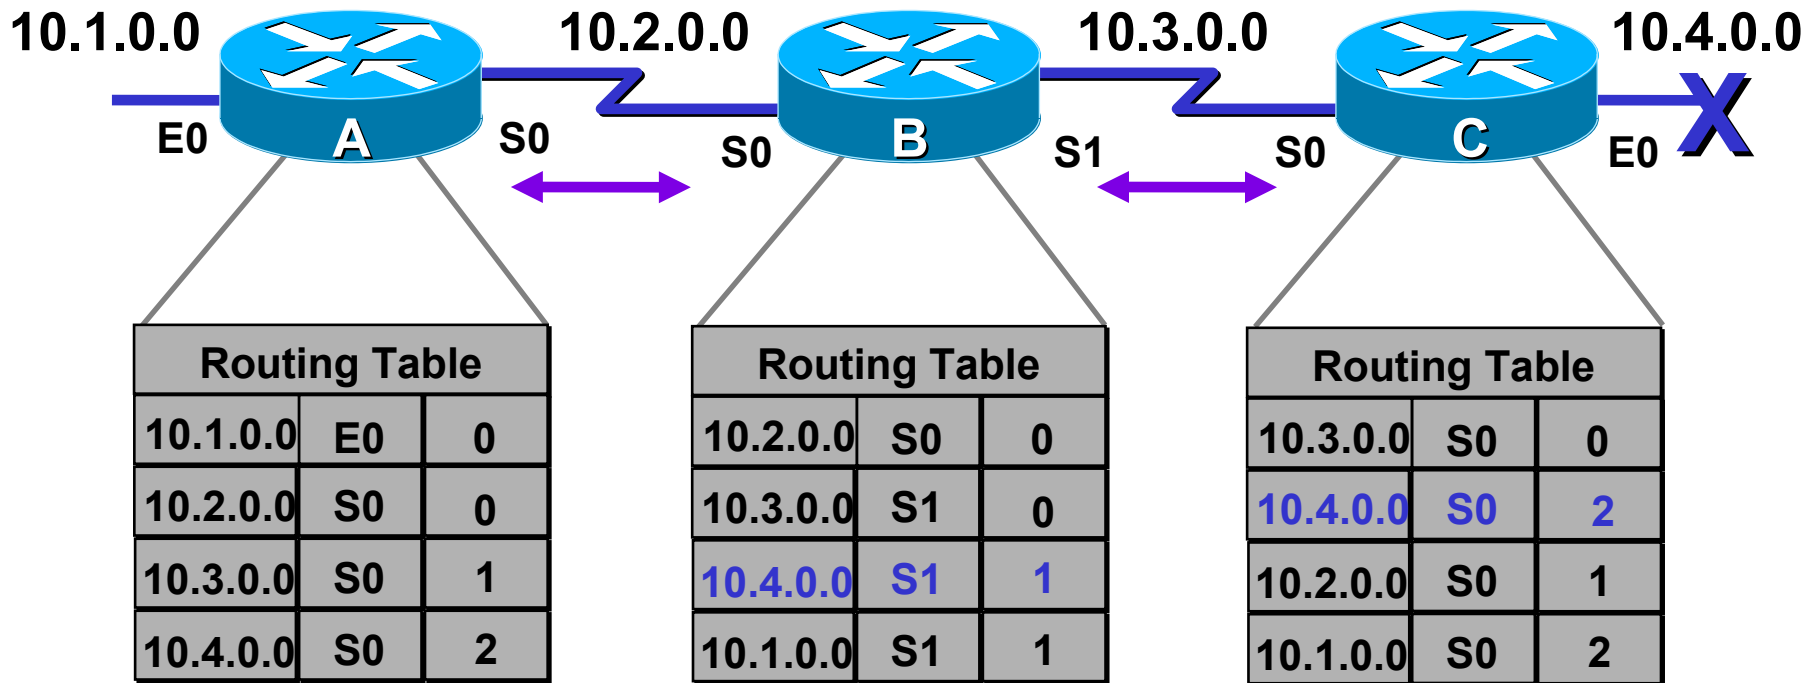 10.1.0.0 10.2.0.0 10.3.0.0 10.4.0.0
E0 A S0 S0 B S1 S0 C E0 X
Routing Table
10.1.0.0 E0 0
10.2.0.0 S0 0
10.3.0.0 S0 1
10.4.0.0 S0 2
Routing Table
10.2.0.0 S0 0
10.3.0.0 S1 0
10.4.0.0 S1 1
10.1.0.0 S1 1
Routing Table
10.3.0.0 S0 0
10.4.0.0 S0 2
10.2.0.0 S0 1
10.1.0.0 S0 2